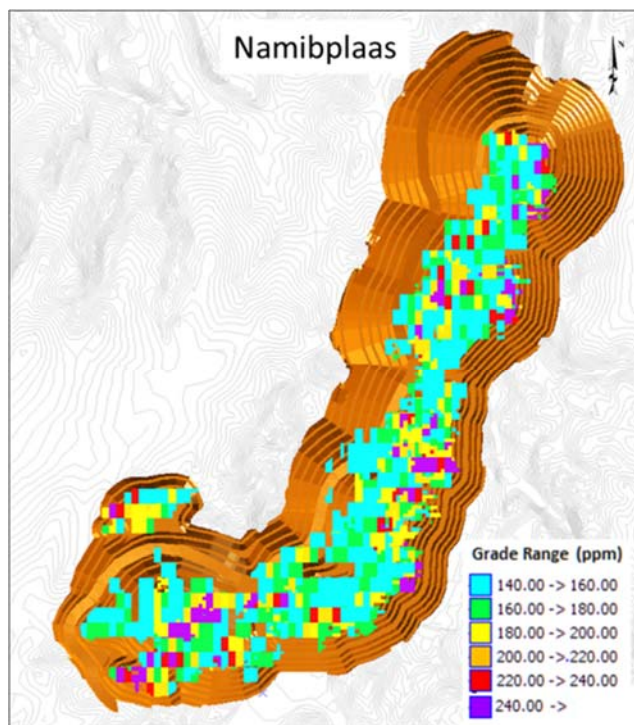 Namibplaas
N
Grade Range (ppm)
140.00 -> 160.00
160.00 -> 180.00
180.00 -> 200.00
200.00 -> 220.00
220.00 -> 240.00
240.00 ->